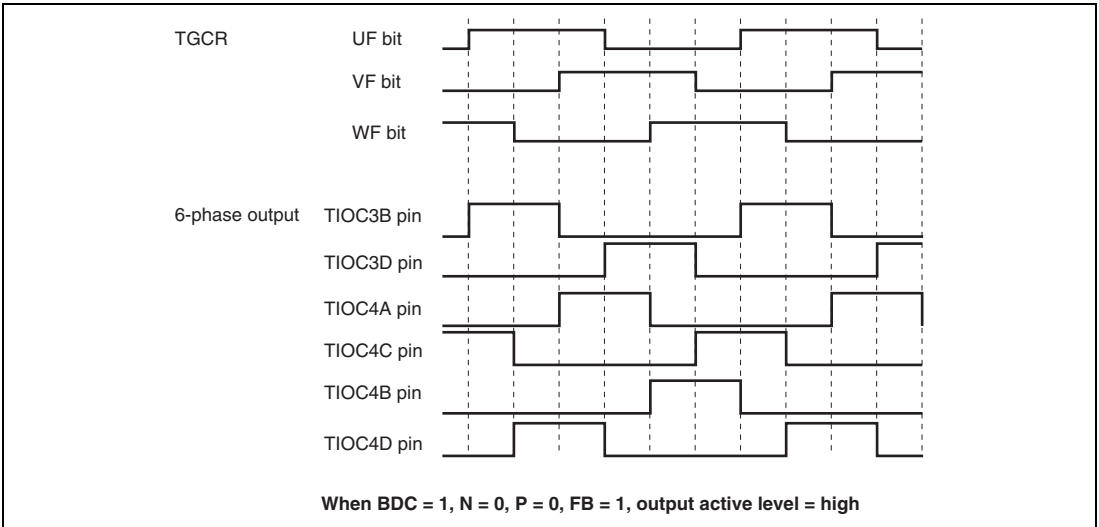 TGCR UF bit
VF bit
WF bit
6-phase output TIOC3B pin
TIOC3D pin
TIOC4A pin
TIOC4C pin
TIOC4B pin
TIOC4D pin
When BDC = 1, N = 0, P = 0, FB = 1, output active level = high